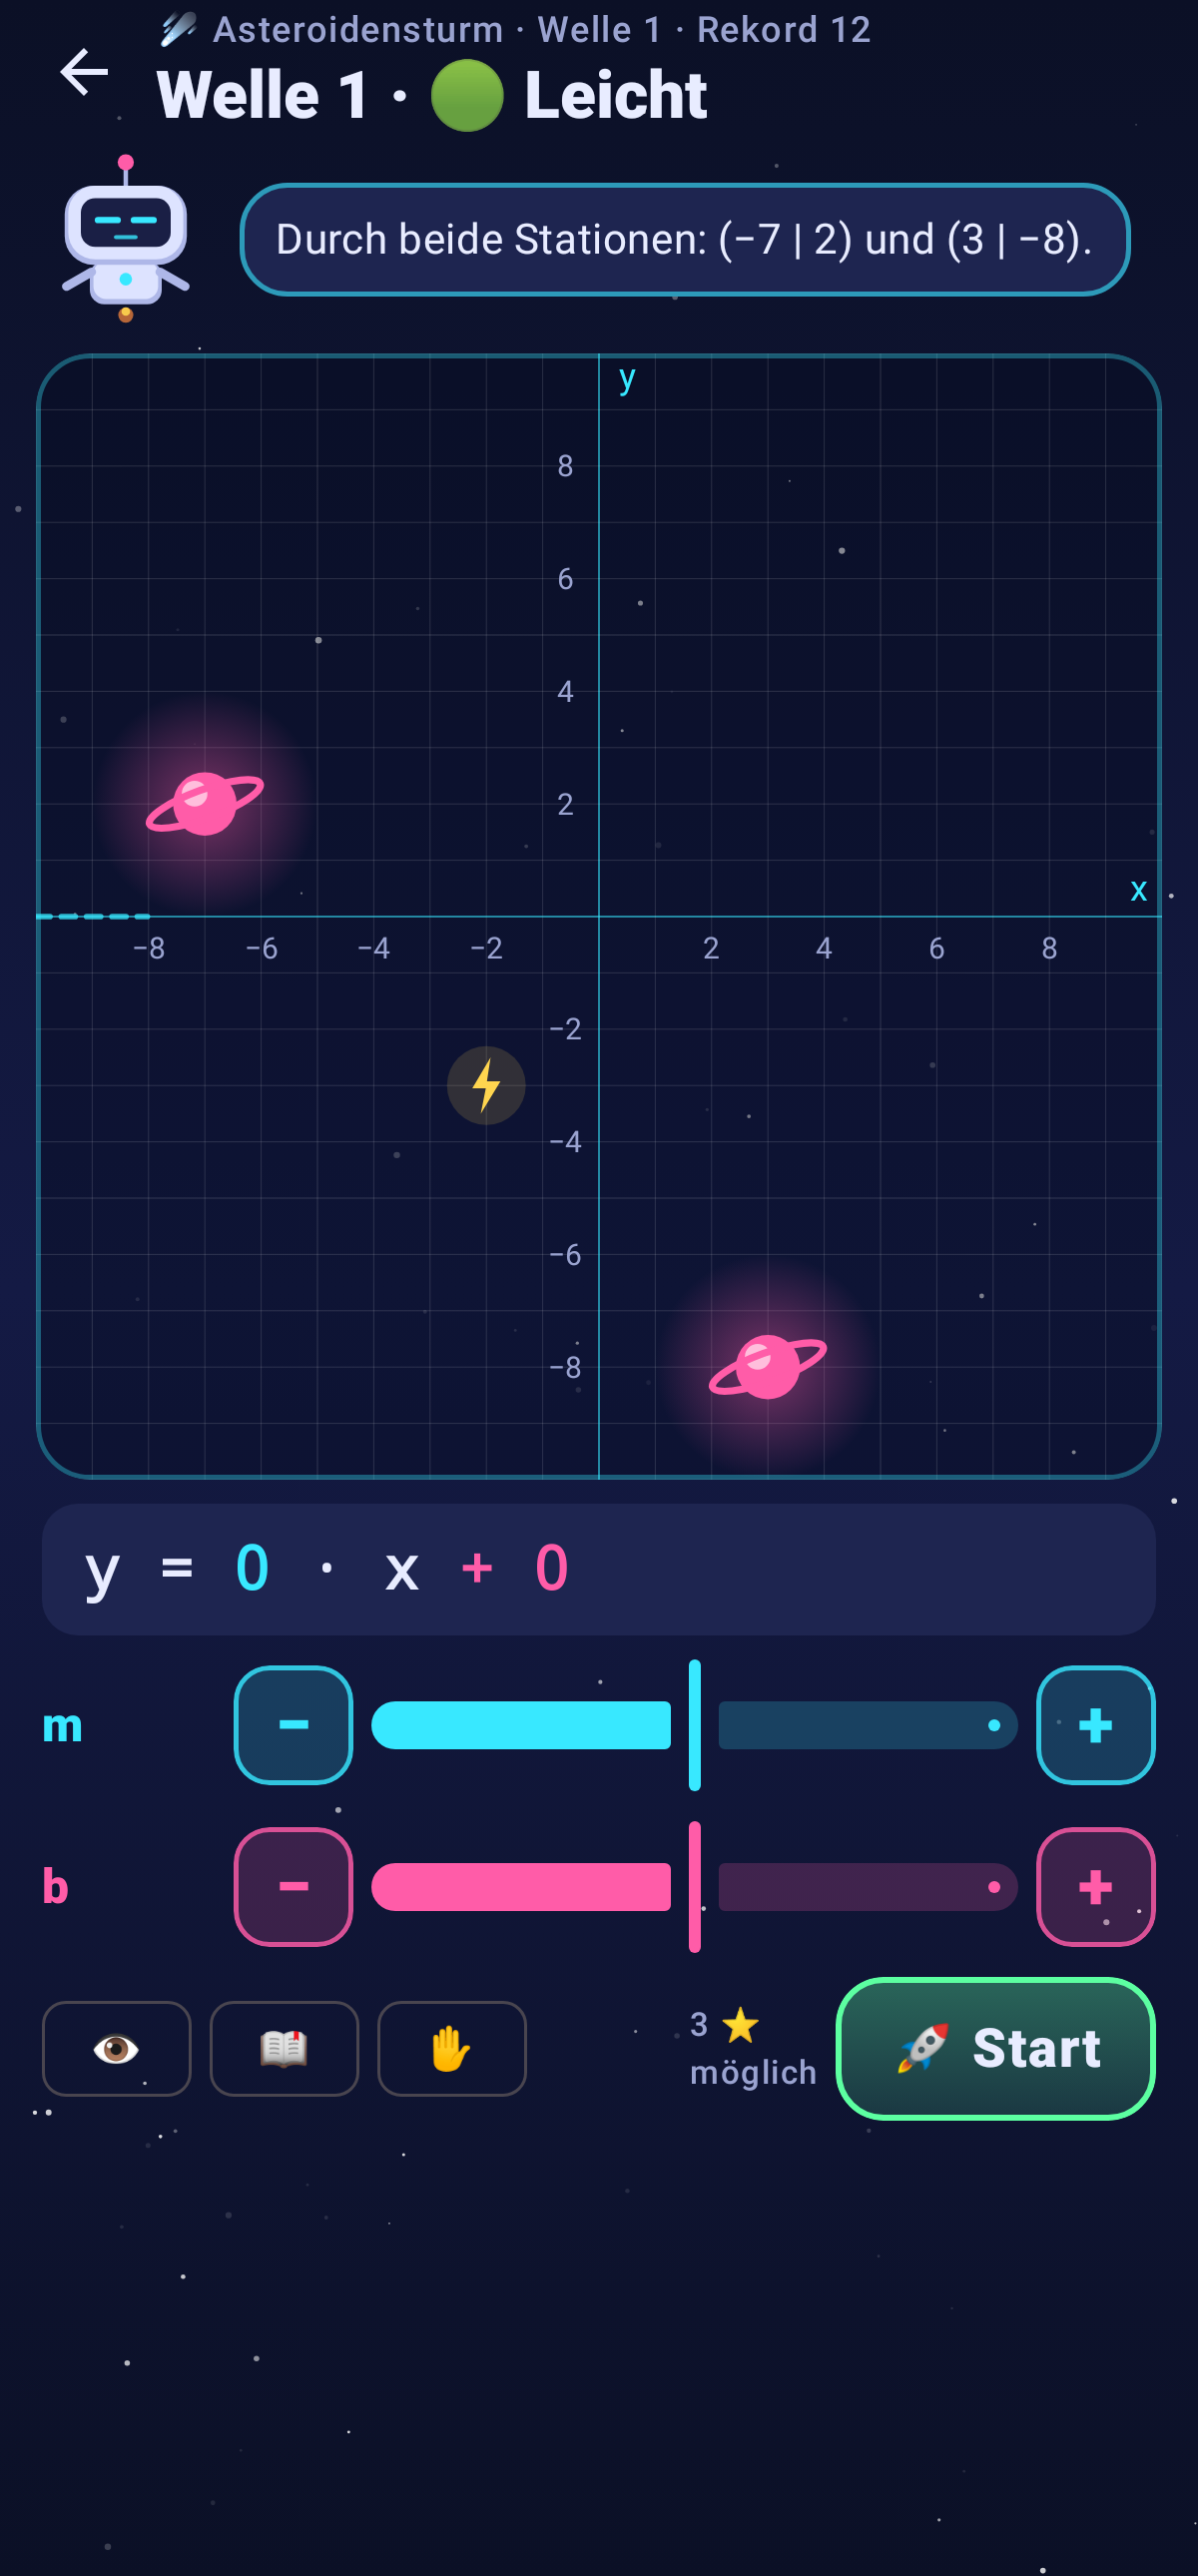 Asteroidensturm · Welle 1 · Rekord 12
Welle 1 · Leicht
Durch beide Stationen: (−7 | 2) und (3 | −8).
y
8
6
4
2
x
−8 −6 −4 −2 2 4 6 8
−2
−4
−6
−8
y = 0 · x + 0
m − +
b − +
3 ⭐
möglich
Start